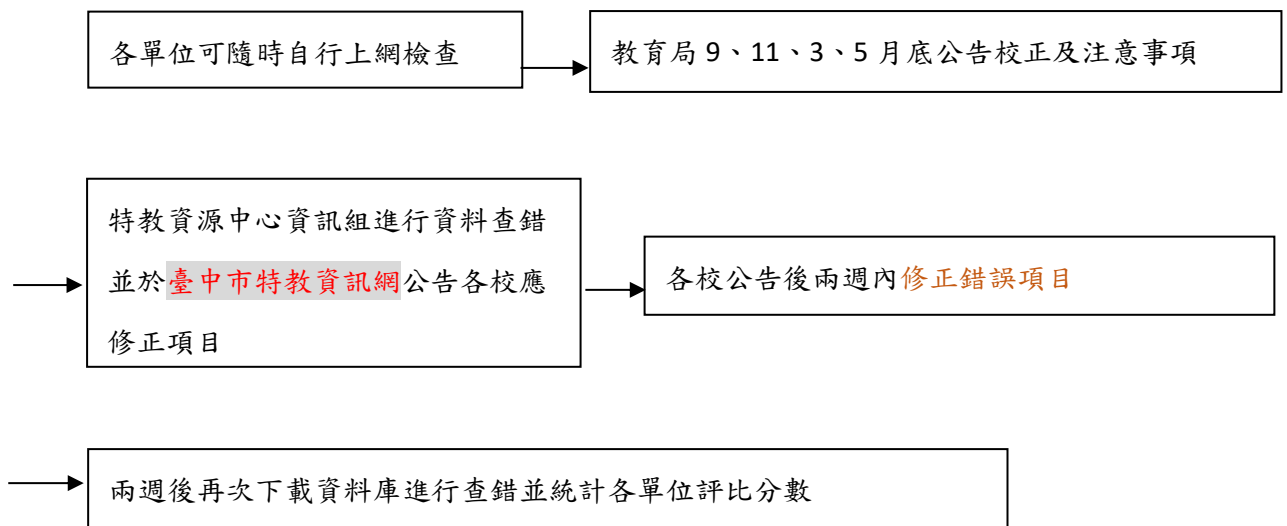 各單位可隨時自行上網檢查
教育局 9、11、3、5 月底公告校正及注意事項
特教資源中心資訊組進行資料查錯
並於臺中市特教資訊網公告各校應
修正項目
各校公告後兩週內修正錯誤項目
兩週後再次下載資料庫進行查錯並統計各單位評比分數